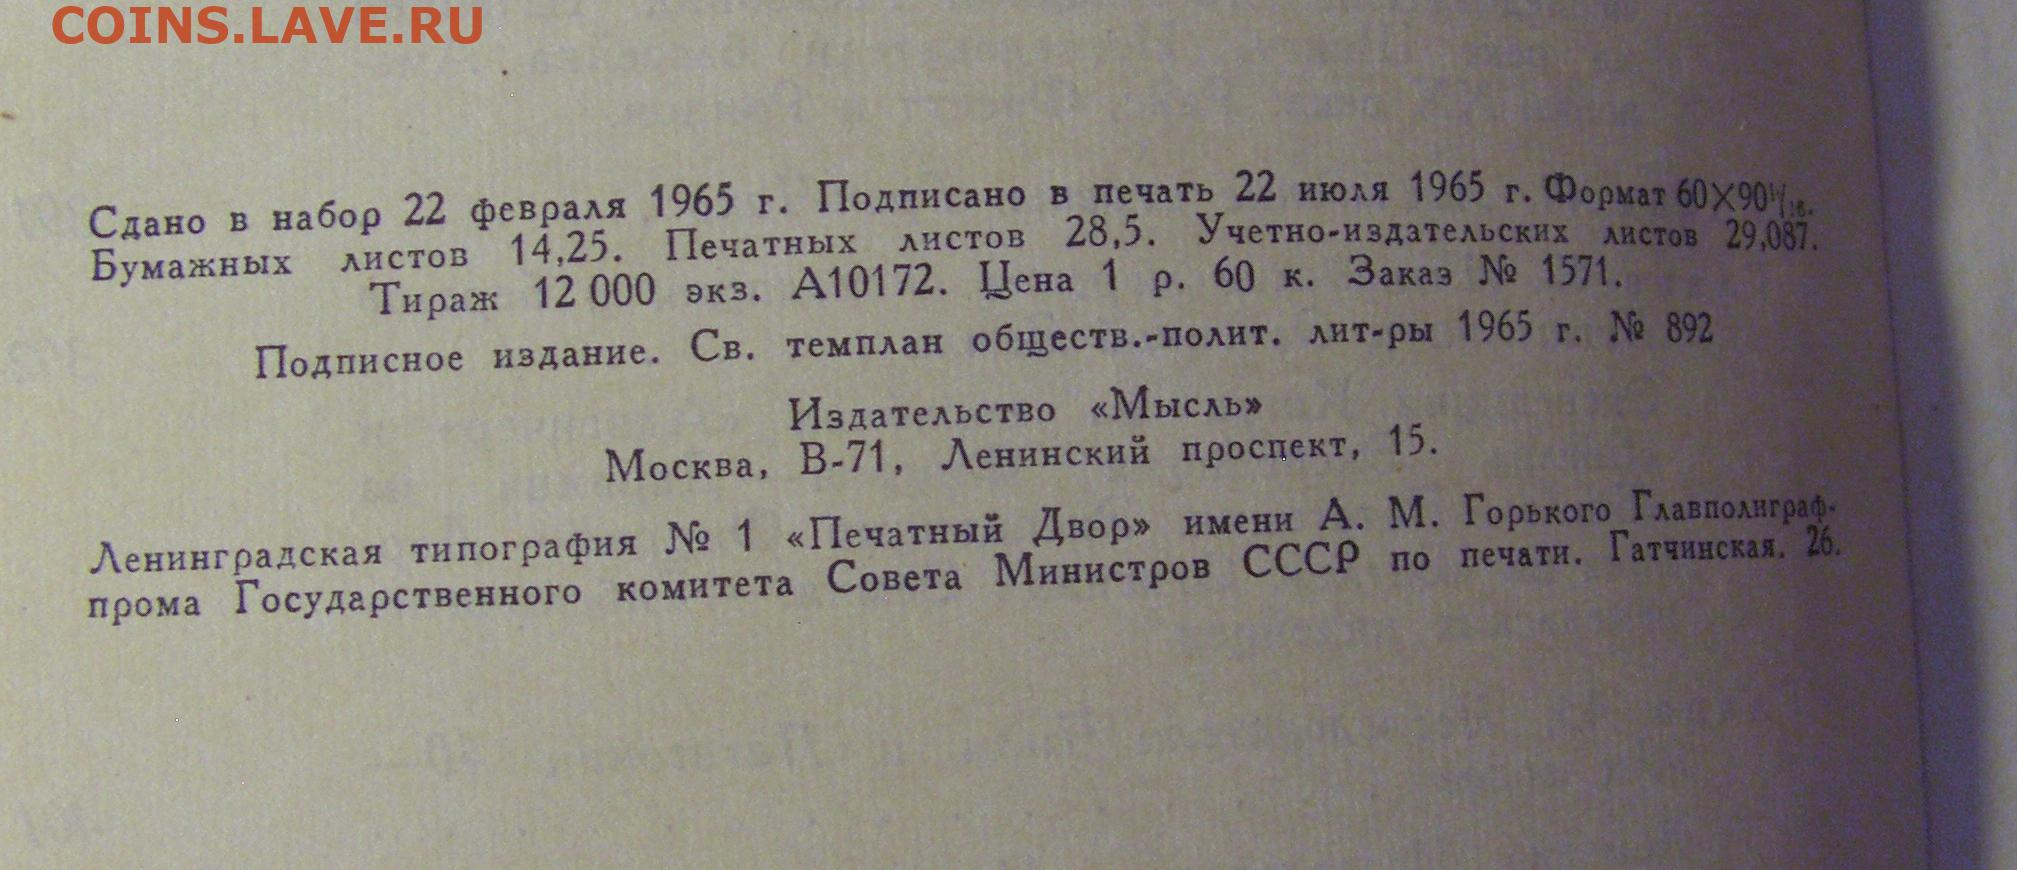 COINS.LAVE.RU
Сдано в набор 22 февраля 1965 г. Подписано в печать 22 июля 1965 г. Формат 60×90 1/16.
Бумажных листов 14,25. Печатных листов 28,5. Учетно-издательских листов 29,087.
Тираж 12 000 экз. А10172. Цена 1 р. 60 к. Заказ № 1571.
Подписное издание. Св. темплан обществ.-полит. лит-ры 1965 г. № 892
Издательство «Мысль»
Москва, В-71, Ленинский проспект, 15.
Ленинградская типография № 1 «Печатный Двор» имени А. М. Горького Главполиграф-
прома Государственного комитета Совета Министров СССР по печати. Гатчинская. 26.